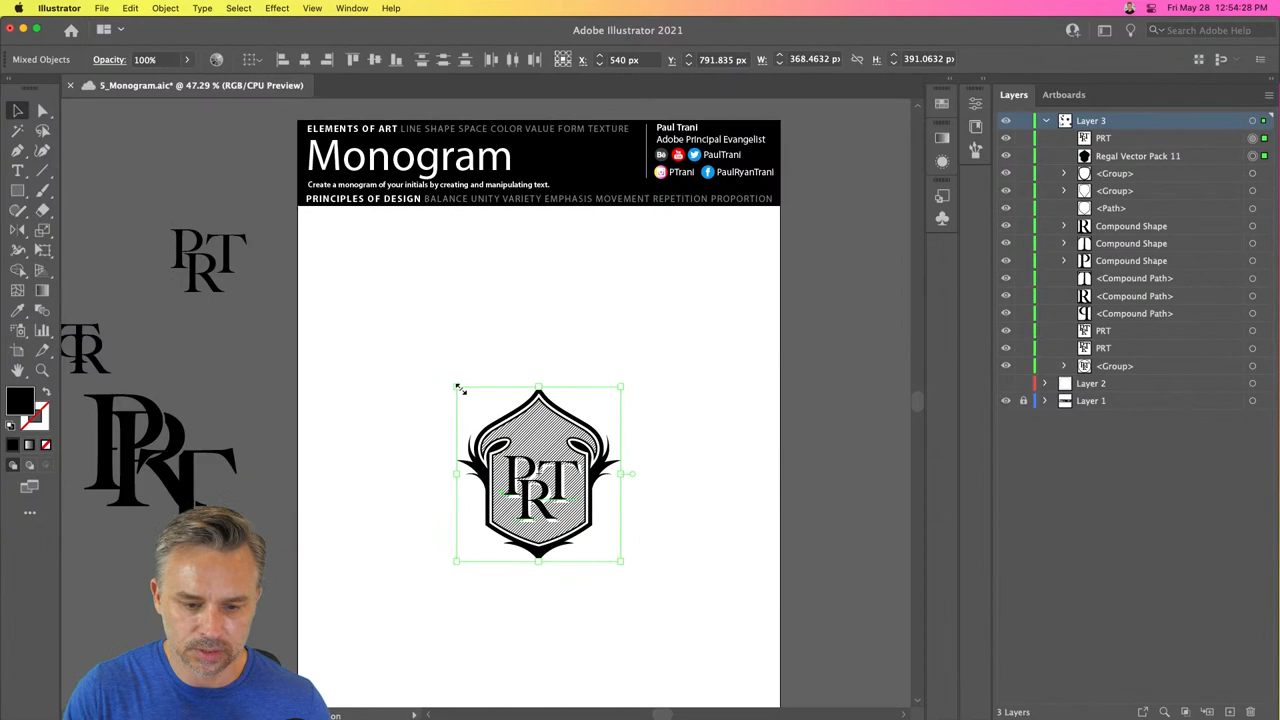 Illustrator File Edit Object Type Select Effect View Window Help
Fri May 28 12:54:28 PM
Adobe Illustrator 2021
Search Adobe Help
Mixed Objects Opacity: 100% X: 540 px Y: 791.835 px W: 368.4632 px H: 391.0632 px
S_Monogram.aic* @ 47.29 % (RGB/CPU Preview)
Layers Artboards
ELEMENTS OF ART LINE SHAPE SPACE COLOR VALUE FORM TEXTURE
Monogram
Create a monogram of your initials by creating and manipulating text.
PRINCIPLES OF DESIGN BALANCE UNITY VARIETY EMPHASIS MOVEMENT REPETITION PROPORTION
Paul Trani
Adobe Principal Evangelist
Bē PaulTrani
PTrani PaulRyanTrani
PRT
PRT
Layer 3
PRT
Regal Vector Pack 11
<Group>
<Group>
<Path>
Compound Shape
Compound Shape
Compound Shape
<Compound Path>
<Compound Path>
<Compound Path>
PRT
PRT
<Group>
Layer 2
Layer 1
3 Layers